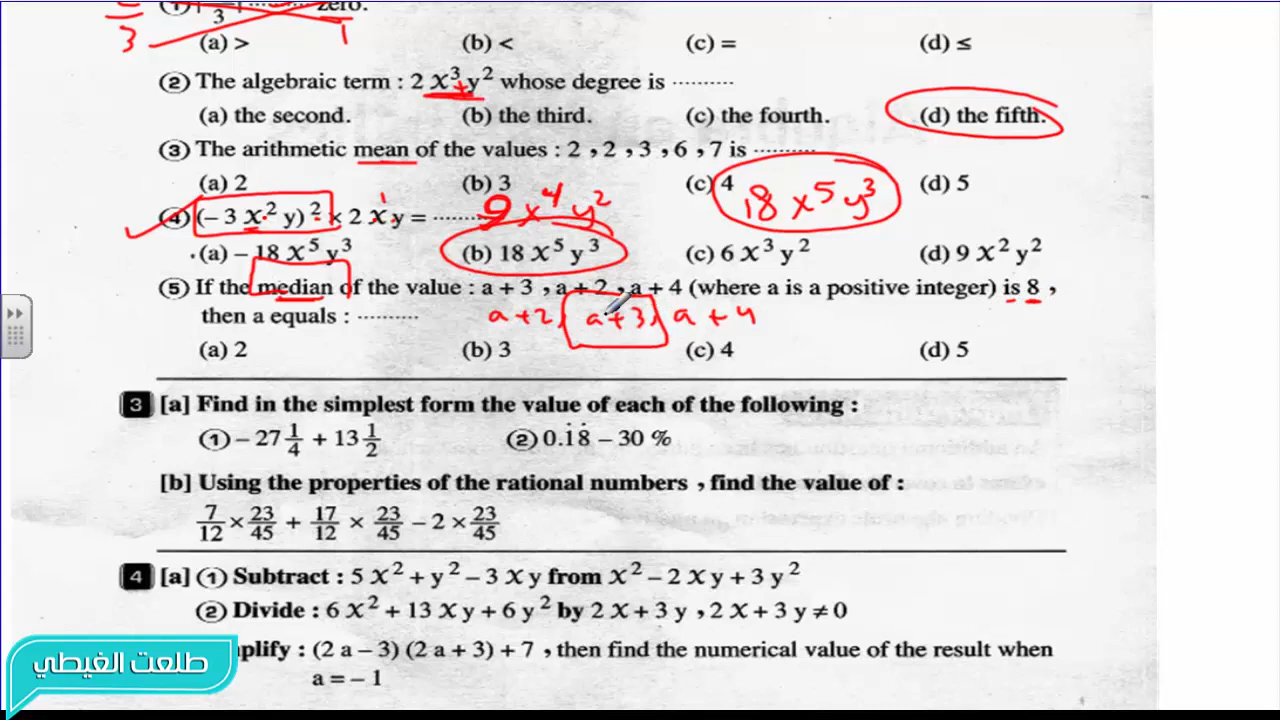 ① | 3 | ........ zero.
3 1
(a) > (b) < (c) = (d) ≤
② The algebraic term : 2 x³ y² whose degree is ..........
+
(a) the second. (b) the third. (c) the fourth. (d) the fifth.
③ The arithmetic mean of the values : 2 , 2 , 3 , 6 , 7 is ..........
(a) 2 (b) 3 (c) 4 (d) 5
9 x⁴ y² 18 x⁵ y³
④ (– 3 x² y)² × 2 x y = ........
1
(a) – 18 x⁵ y³ (b) 18 x⁵ y³ (c) 6 x³ y² (d) 9 x² y²
⑤ If the median of the value : a + 3 , a + 2 , a + 4 (where a is a positive integer) is 8 ,
then a equals : .......... a + 2 , a + 3 , a + 4
(a) 2 (b) 3 (c) 4 (d) 5
3 [a] Find in the simplest form the value of each of the following :
① – 27 1/4 + 13 1/2 ② 0.1̇8̇ – 30 %
[b] Using the properties of the rational numbers , find the value of :
7/12 × 23/45 + 17/12 × 23/45 – 2 × 23/45
4 [a] ① Subtract : 5 x² + y² – 3 x y from x² – 2 x y + 3 y²
② Divide : 6 x² + 13 x y + 6 y² by 2 x + 3 y , 2 x + 3 y ≠ 0
plify : (2 a – 3) (2 a + 3) + 7 , then find the numerical value of the result when
a = – 1
طلعت الغيطي